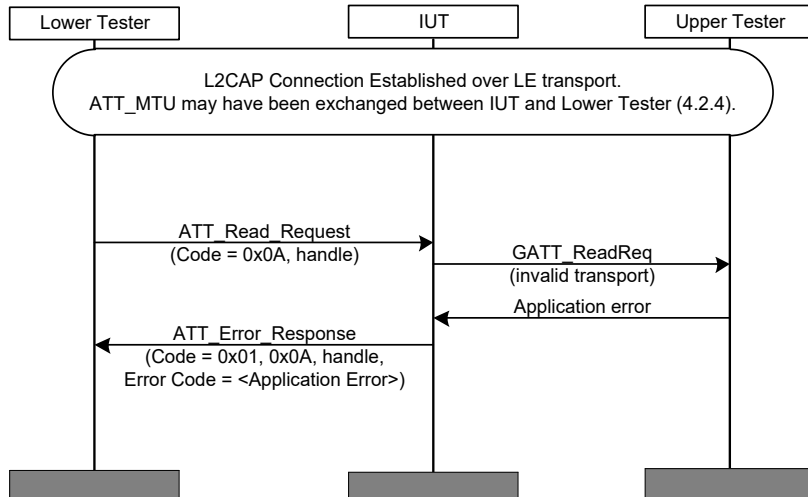 Lower Tester
IUT
Upper Tester
L2CAP Connection Established over LE transport.
ATT_MTU may have been exchanged between IUT and Lower Tester (4.2.4).
ATT_Read_Request
(Code = 0x0A, handle)
GATT_ReadReq
(invalid transport)
Application error
ATT_Error_Response
(Code = 0x01, 0x0A, handle,
Error Code = <Application Error>)